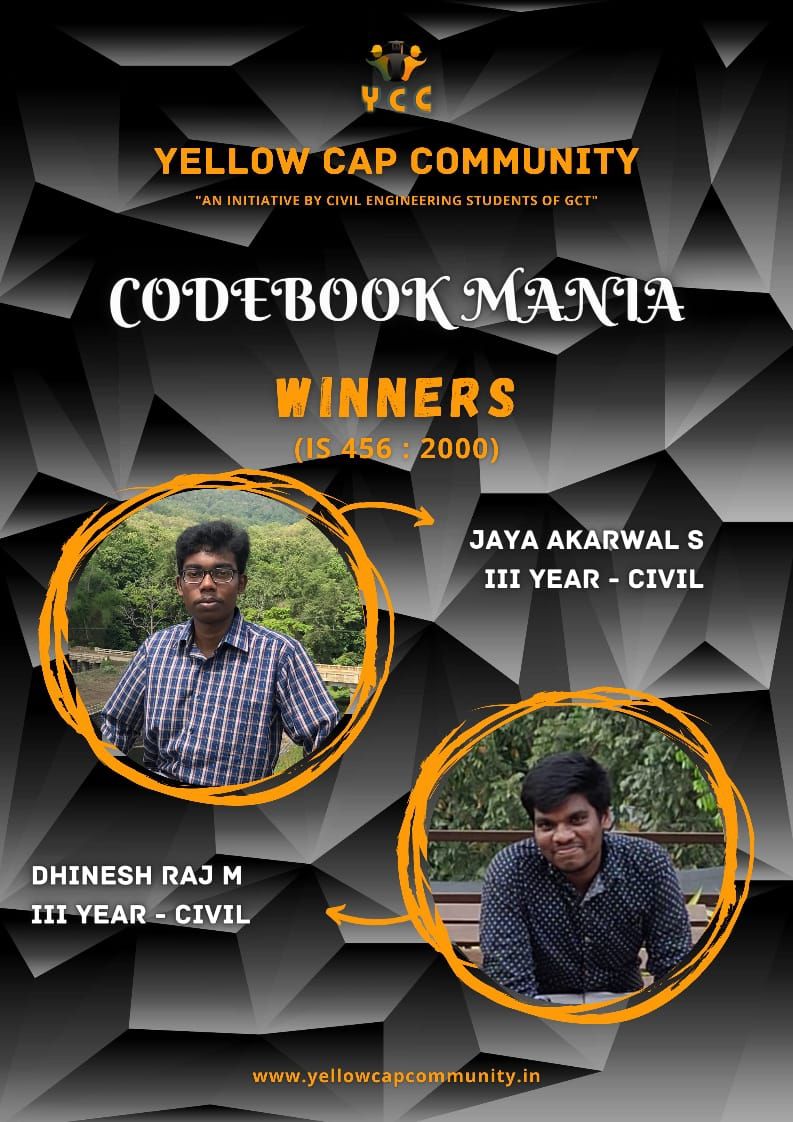 YCC
YELLOW CAP COMMUNITY
"AN INITIATIVE BY CIVIL ENGINEERING STUDENTS OF GCT"
CODEBOOK MANIA
WINNERS
(IS 456 : 2000)
JAYA AKARWAL S
III YEAR - CIVIL
DHINESH RAJ M
III YEAR - CIVIL
www.yellowcapcommunity.in